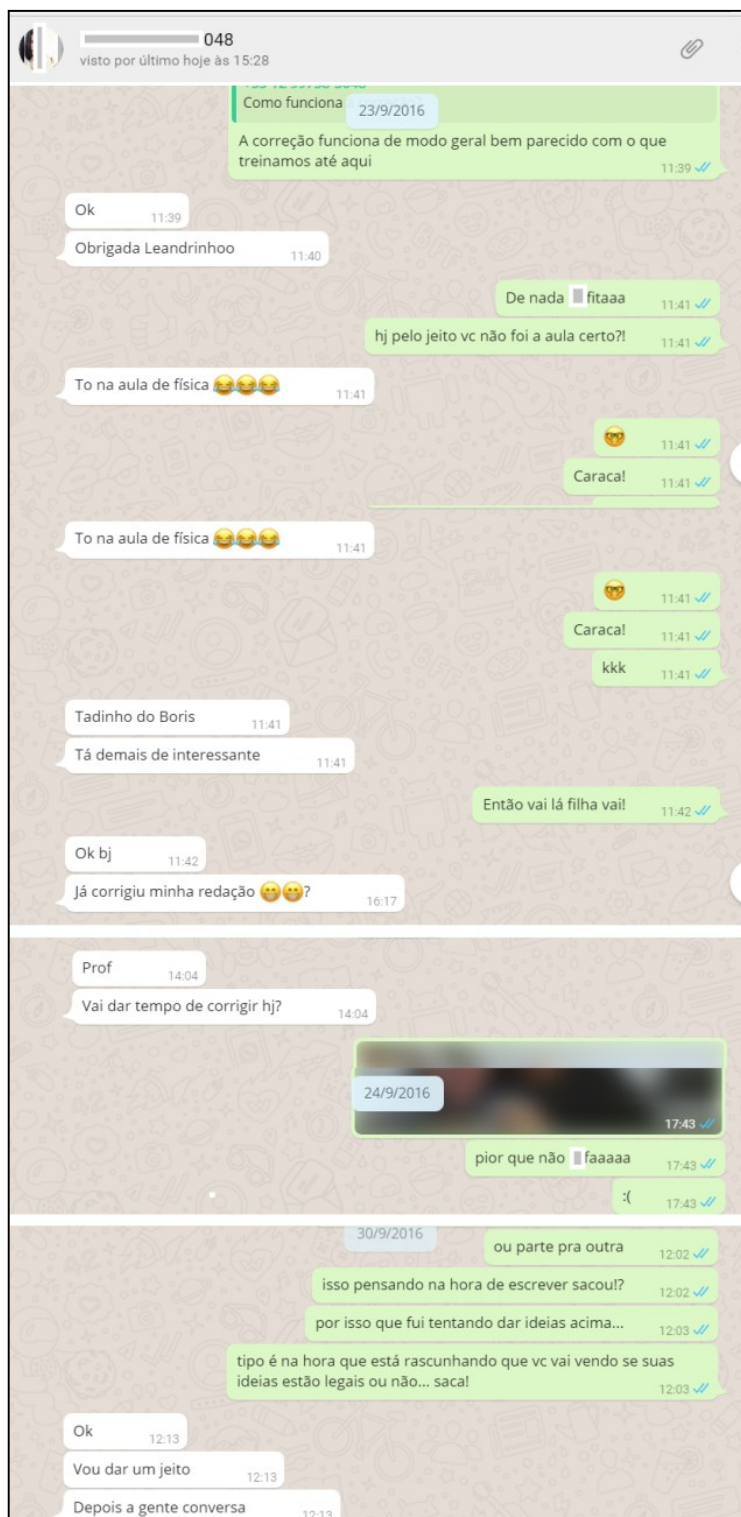 048
visto por último hoje às 15:28
Como funciona
23/9/2016
A correção funciona de modo geral bem parecido com o que
treinamos até aqui
11:39
Ok 11:39
Obrigada Leandrinhoo 11:40
De nada fitaaa 11:41
hj pelo jeito vc não foi a aula certo?! 11:41
To na aula de física 😂😂😂 11:41
🤓 11:41
Caraca! 11:41
To na aula de física 😂😂😂 11:41
🤓 11:41
Caraca! 11:41
kkk 11:41
Tadinho do Boris 11:41
Tá demais de interessante 11:41
Então vai lá filha vai! 11:42
Ok bj 11:42
Já corrigiu minha redação 😁😁? 16:17
Prof 14:04
Vai dar tempo de corrigir hj? 14:04
24/9/2016
17:43
pior que não faaaaa 17:43
:( 17:43
30/9/2016
ou parte pra outra 12:02
isso pensando na hora de escrever sacou!? 12:02
por isso que fui tentando dar ideias acima... 12:03
tipo é na hora que está rascunhando que vc vai vendo se suas
ideias estão legais ou não... saca! 12:03
Ok 12:13
Vou dar um jeito 12:13
Depois a gente conversa 12:13